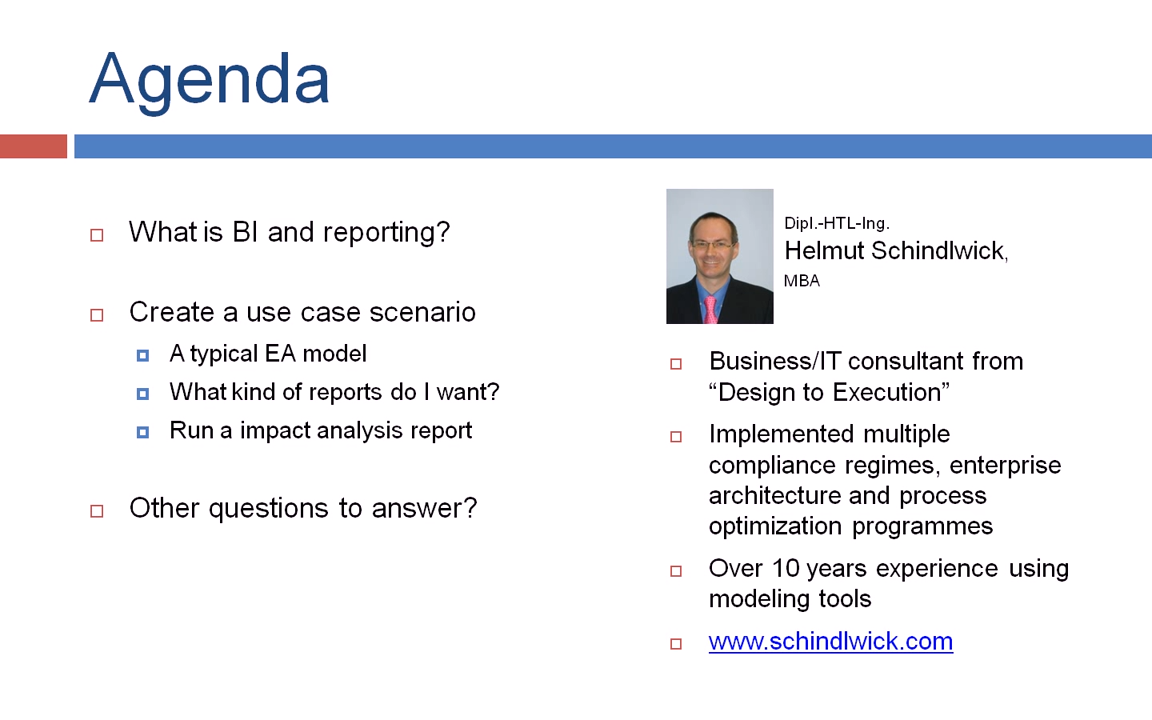 Agenda
What is BI and reporting?
Create a use case scenario
A typical EA model
What kind of reports do I want?
Run a impact analysis report
Other questions to answer?
Dipl.-HTL-Ing.
Helmut Schindlwick,
MBA
Business/IT consultant from
“Design to Execution”
Implemented multiple
compliance regimes, enterprise
architecture and process
optimization programmes
Over 10 years experience using
modeling tools
www.schindlwick.com